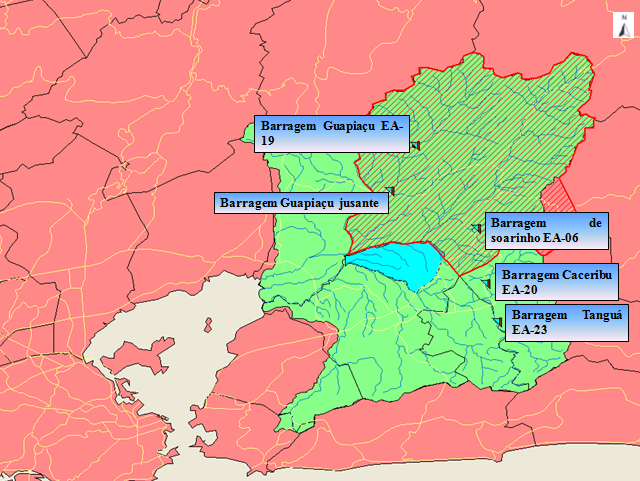 N
Barragem Guapiaçu EA-
19
Barragem Guapiaçu jusante
Barragem de
soarinho EA-06
Barragem Caceribu
EA-20
Barragem Tanguá
EA-23